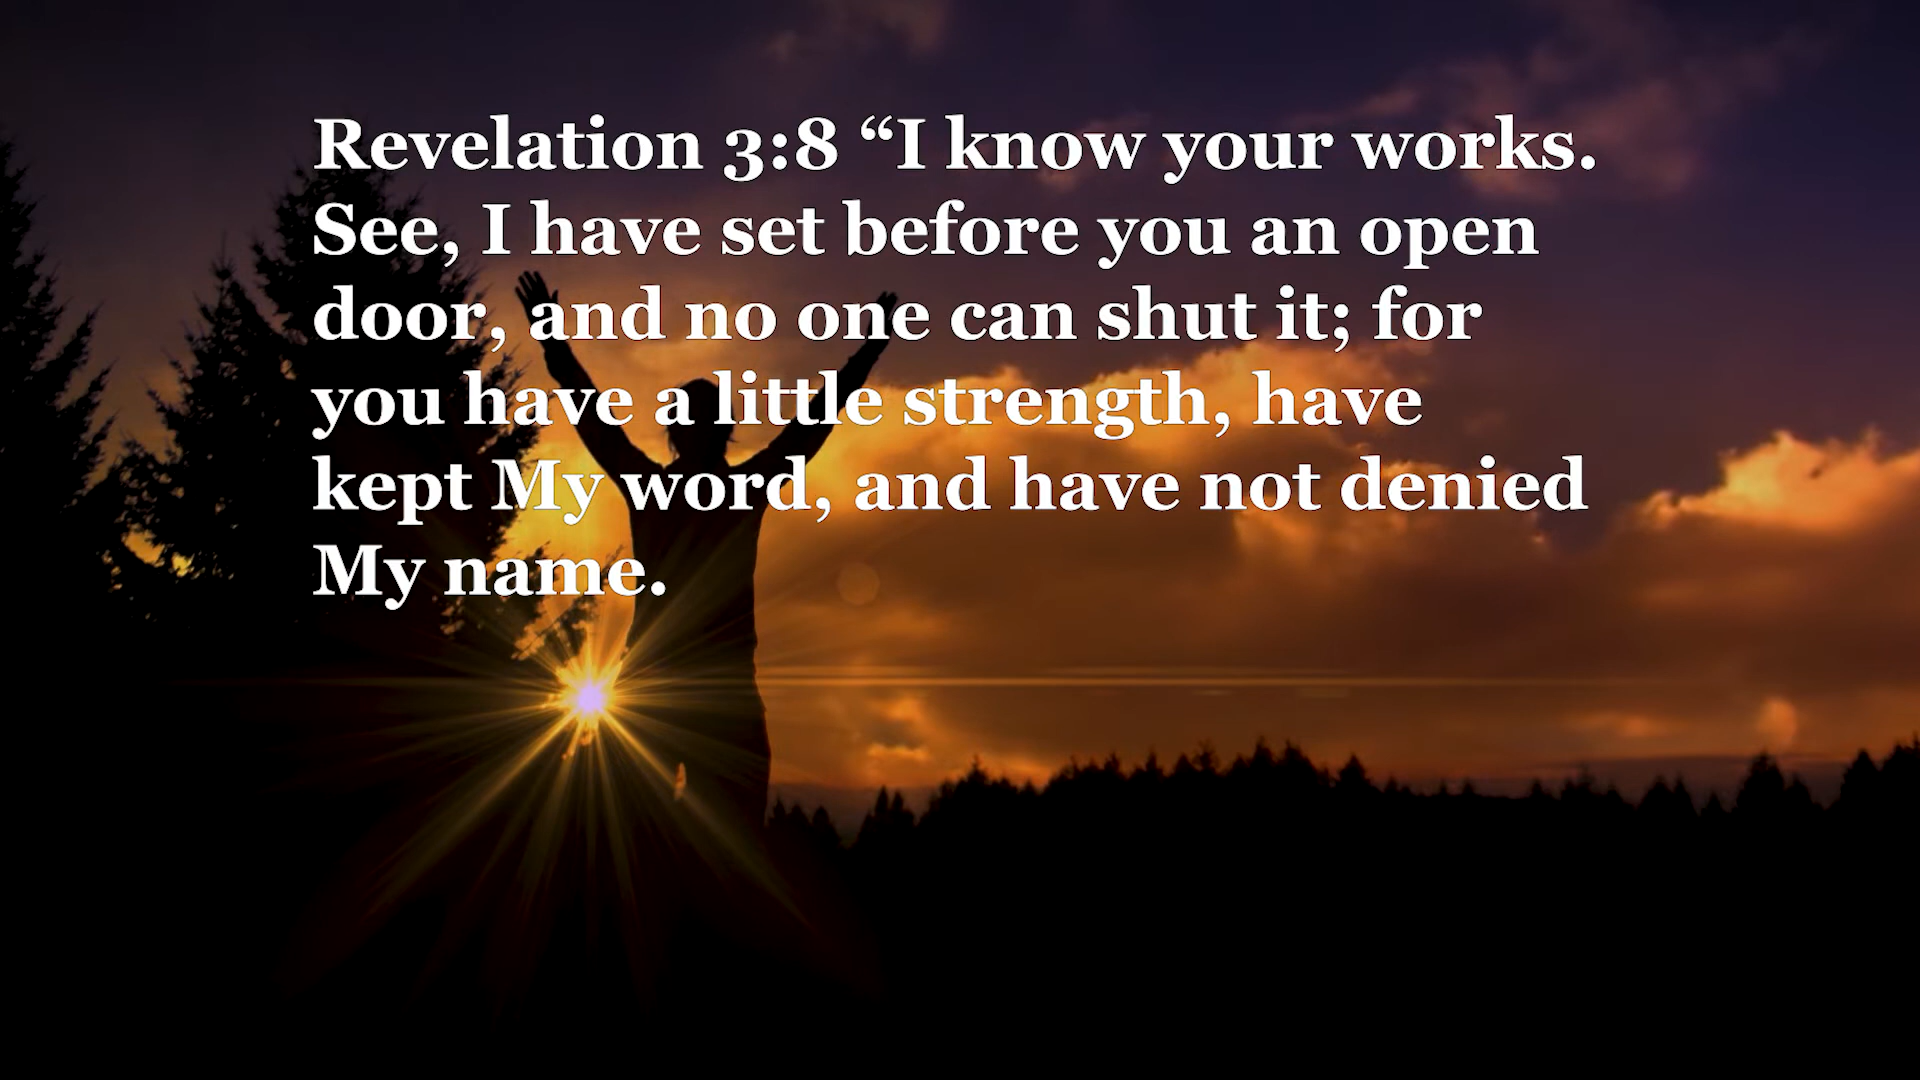 Revelation 3:8 “I know your works.
See, I have set before you an open
door, and no one can shut it; for
you have a little strength, have
kept My word, and have not denied
My name.